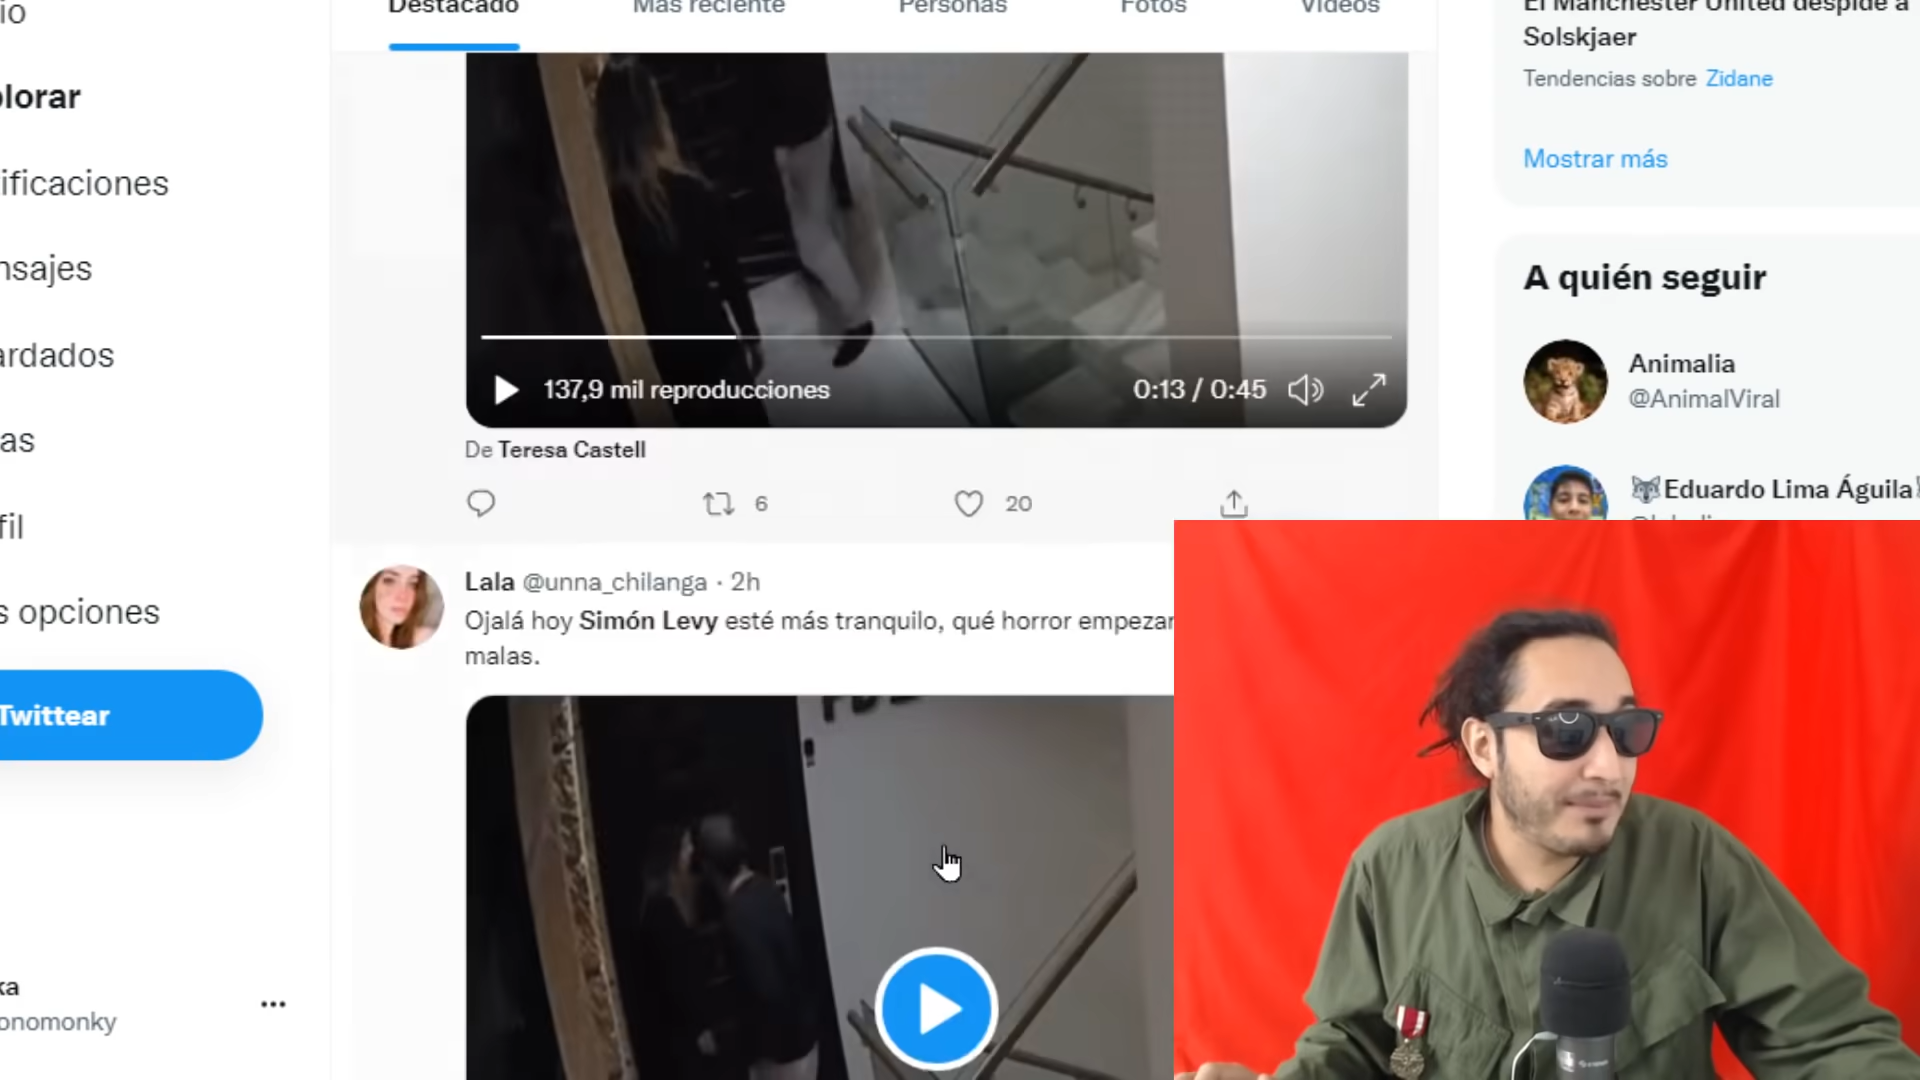 Destacado
Más reciente
Personas
Fotos
Videos
El Manchester United despide a
Solskjaer
Tendencias sobre Zidane
Mostrar más
io
plorar
ificaciones
nsajes
ardados
as
fil
s opciones
Twittear
ka
onomonky
137,9 mil reproducciones
0:13 / 0:45
De Teresa Castell
6
20
Lala @unna_chilanga · 2h
Ojalá hoy Simón Levy esté más tranquilo, qué horror empezar
malas.
A quién seguir
Animalia
@AnimalViral
Eduardo Lima Águila